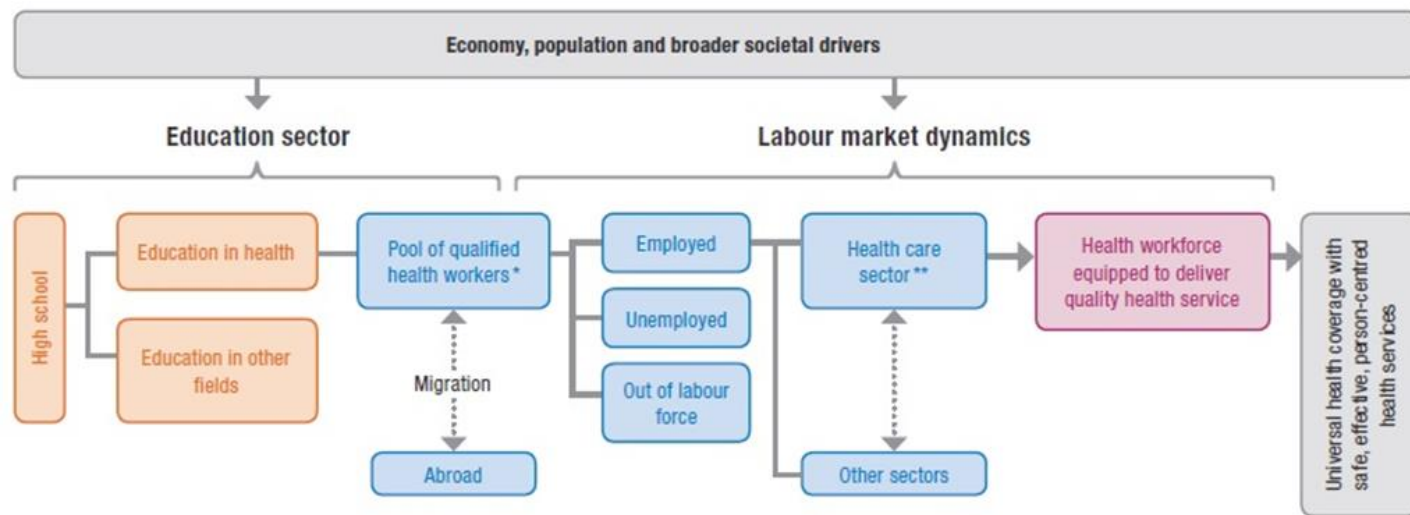 Economy, population and broader societal drivers
Education sector
Labour market dynamics
High school
Education in health
Education in other
fields
Pool of qualified
health workers*
Migration
Abroad
Employed
Unemployed
Out of labour
force
Health care
sector**
Other sectors
Health workforce
equipped to deliver
quality health service
Universal health coverage with
safe, effective, person-centred
health services